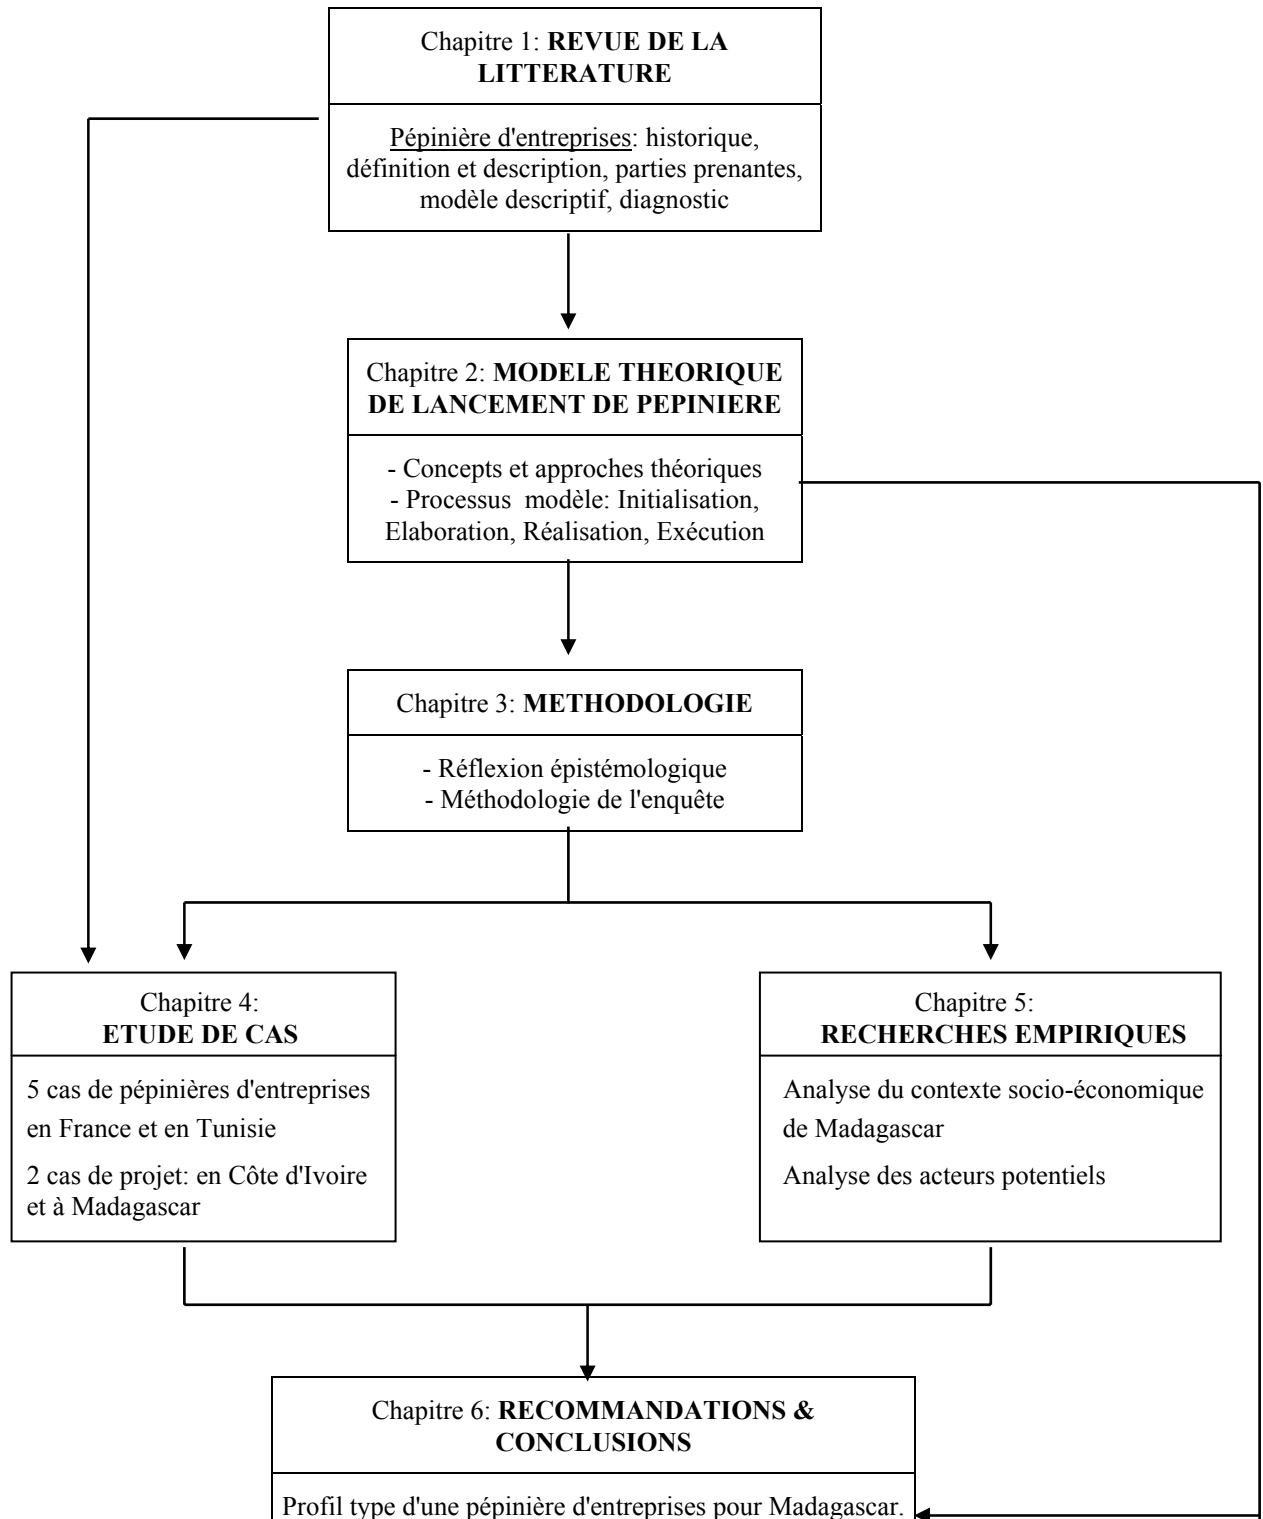 Chapitre 1: REVUE DE LA
LITTERATURE
Pépinière d'entreprises: historique,
définition et description, parties prenantes,
modèle descriptif, diagnostic
Chapitre 2: MODELE THEORIQUE
DE LANCEMENT DE PEPINIERE
- Concepts et approches théoriques
- Processus modèle: Initialisation,
Elaboration, Réalisation, Exécution
Chapitre 3: METHODOLOGIE
- Réflexion épistémologique
- Méthodologie de l'enquête
Chapitre 4:
ETUDE DE CAS
5 cas de pépinières d'entreprises
en France et en Tunisie
2 cas de projet: en Côte d'Ivoire
et à Madagascar
Chapitre 5:
RECHERCHES EMPIRIQUES
Analyse du contexte socio-économique
de Madagascar
Analyse des acteurs potentiels
Chapitre 6: RECOMMANDATIONS &
CONCLUSIONS
Profil type d'une pépinière d'entreprises pour Madagascar.